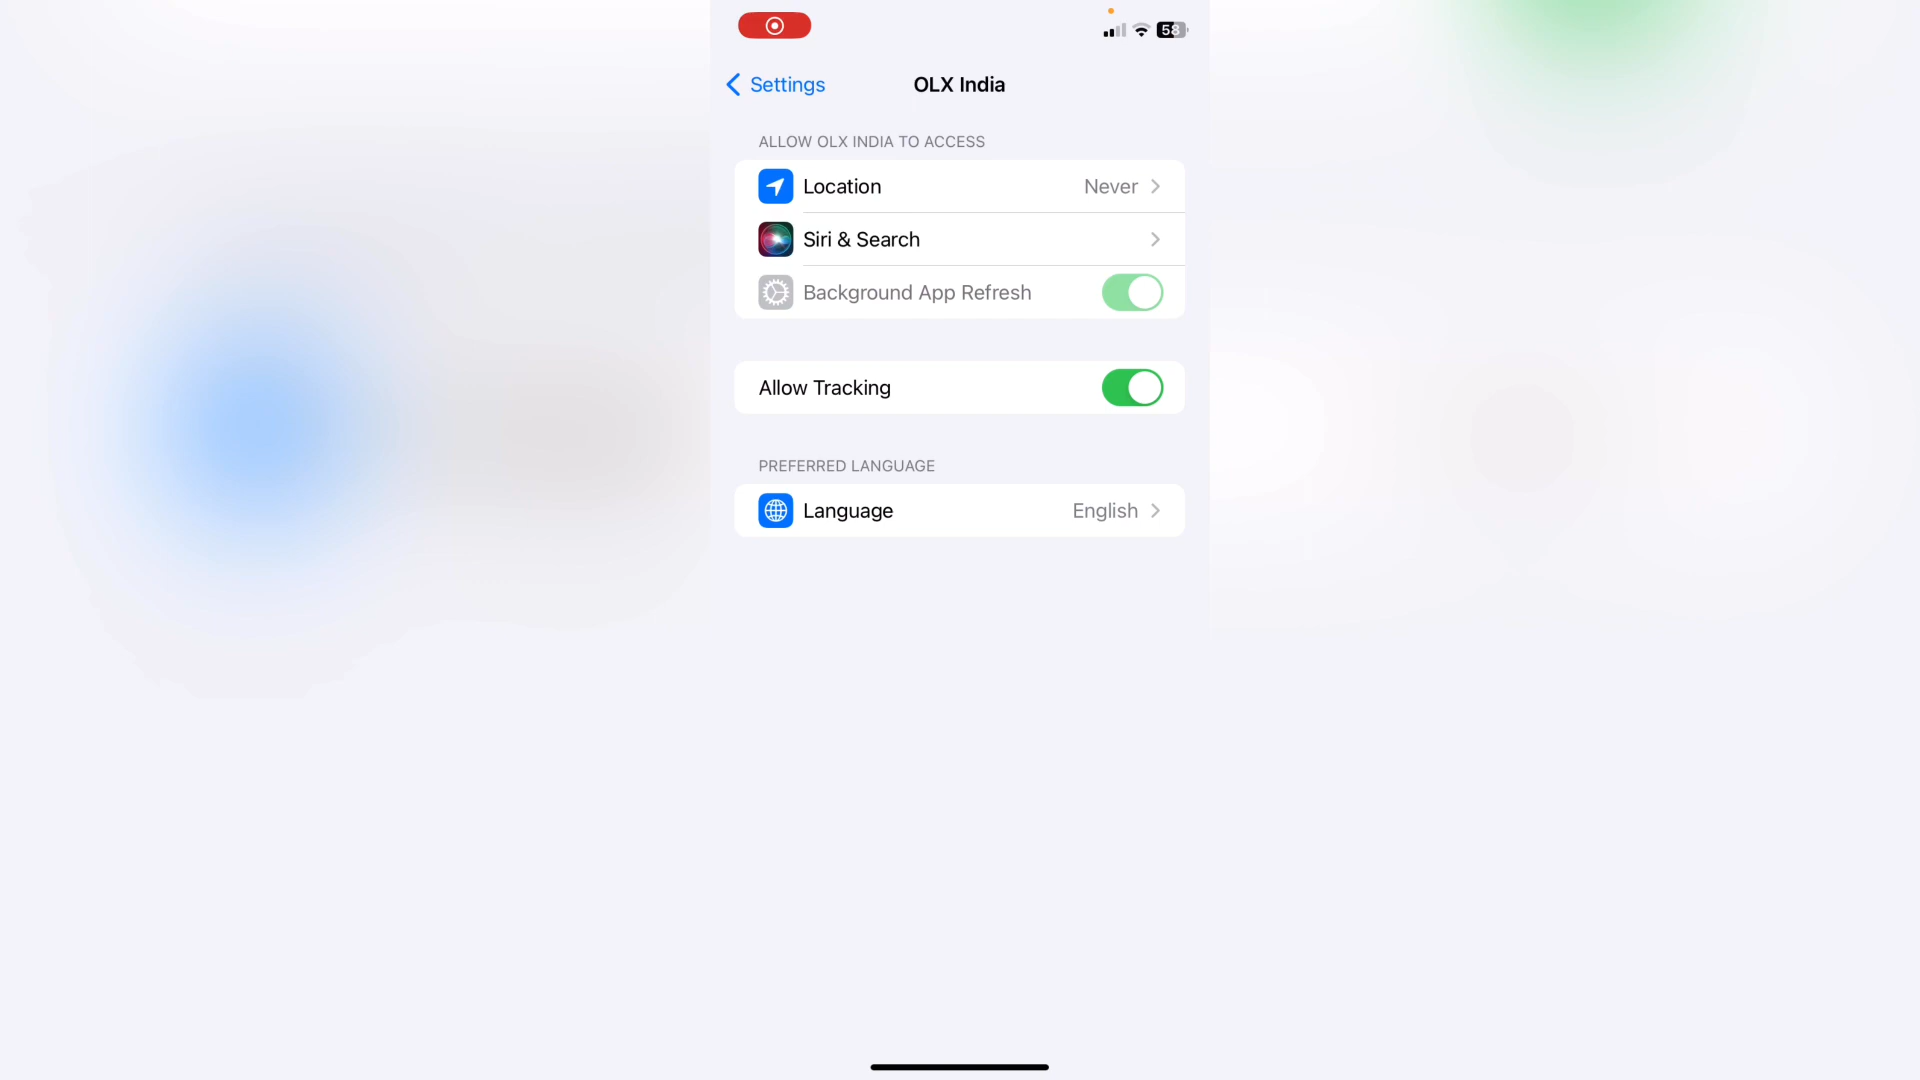 58
Settings
OLX India
ALLOW OLX INDIA TO ACCESS
Location Never
Siri & Search
Background App Refresh
Allow Tracking
PREFERRED LANGUAGE
Language English